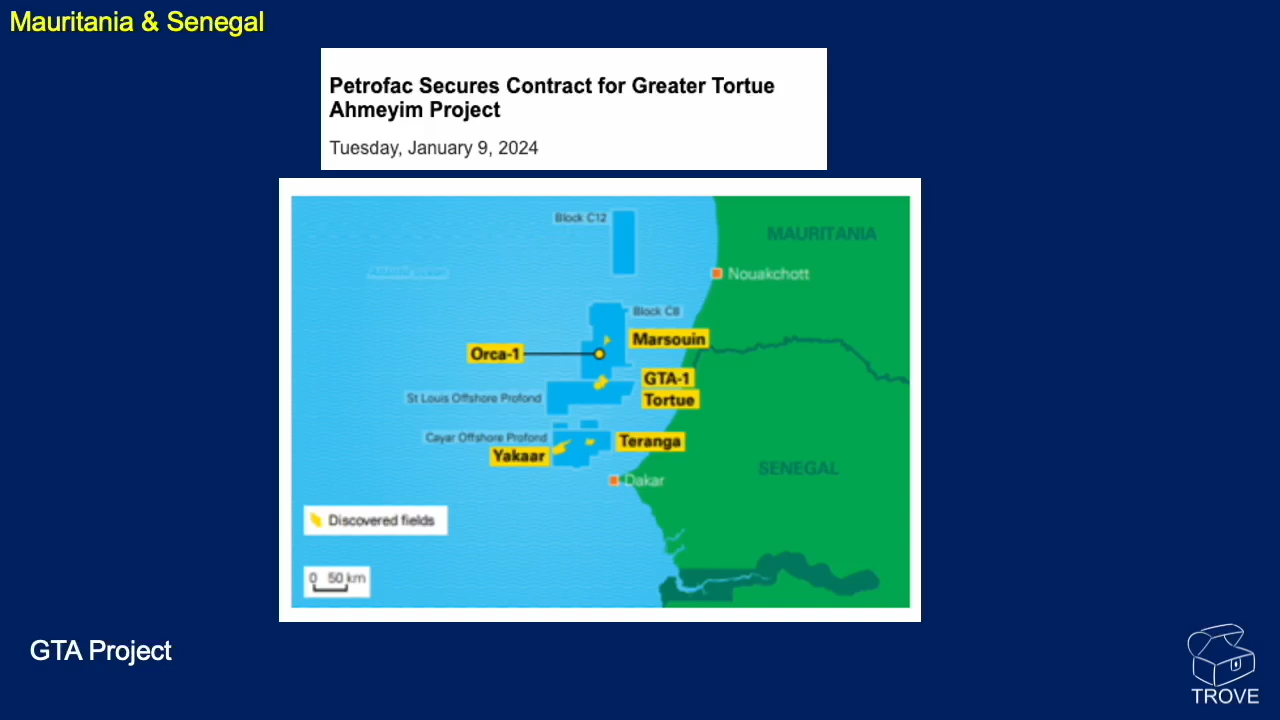 Mauritania & Senegal
Petrofac Secures Contract for Greater Tortue
Ahmeyim Project
Tuesday, January 9, 2024
Block C12
MAURITANIA
Atlantic ocean
Nouakchott
Block C8
Marsouin
Orca-1
GTA-1
Tortue
St Louis Offshore Profond
Cayar Offshore Profond
Teranga
Yakaar
SENEGAL
Dakar
Discovered fields
0 50 km
GTA Project
TROVE